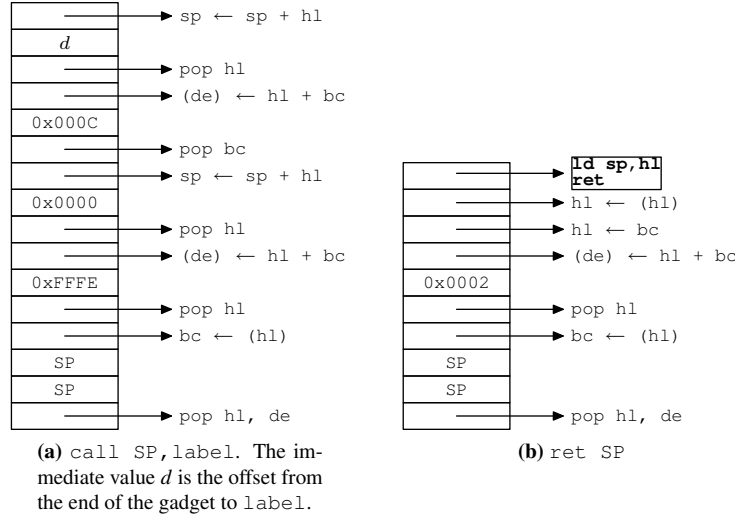 sp ← sp + hl
d
pop hl
(de) ← hl + bc
0x000C
pop bc
sp ← sp + hl
0x0000
pop hl
(de) ← hl + bc
0xFFFE
pop hl
bc ← (hl)
SP
SP
pop hl, de
(a) call SP,label. The im-
mediate value d is the offset from
the end of the gadget to label.
ld sp,hl
ret
hl ← (hl)
hl ← bc
(de) ← hl + bc
0x0002
pop hl
bc ← (hl)
SP
SP
pop hl, de
(b) ret SP